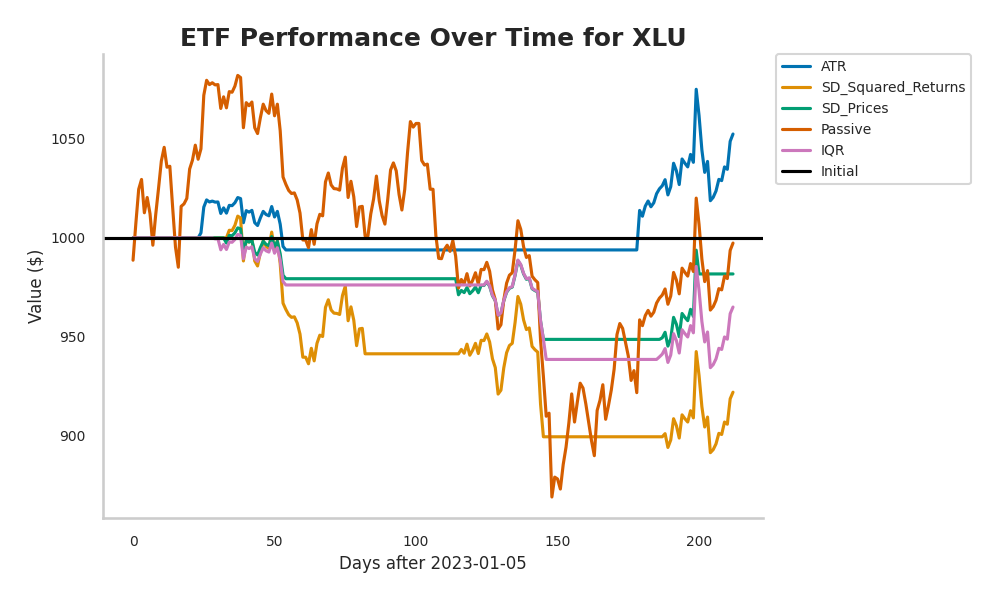 ETF Performance Over Time for XLU
ATR
SD_Squared_Returns
SD_Prices
Passive
IQR
Initial
1050
1000
950
900
Value ($)
0 50 100 150 200
Days after 2023-01-05